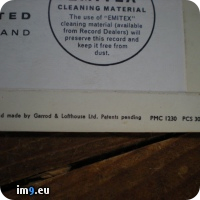 EMITEX
CLEANING MATERIAL
The use of "EMITEX"
cleaning material (available
from Record Dealers) will
preserve this record and
keep it free from
dust.
TED
AND
d made by Garrod & Lofthouse Ltd. Patents pending
PMC 1230 PCS 30
im9.eu